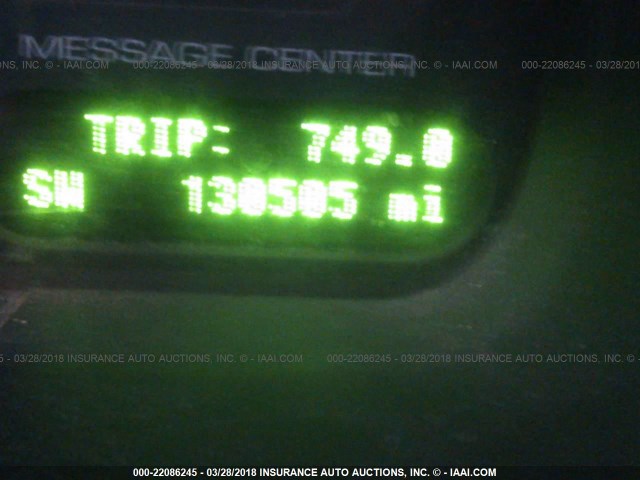 MESSAGE CENTER
INC. © - IAAI.COM 000-22086245 - 03/28/2018 INSURANCE AUTO AUCTIONS, INC. © - IAAI.COM 000-22086245 - 03/28/2018
TRIP: 749.0
SW 130505 mi
5 - 03/28/2018 INSURANCE AUTO AUCTIONS, INC. © - IAAI.COM 000-22086245 - 03/28/2018 INSURANCE AUTO AUCTIONS, INC. © - IAAI.COM
000-22086245 - 03/28/2018 INSURANCE AUTO AUCTIONS, INC. © - IAAI.COM